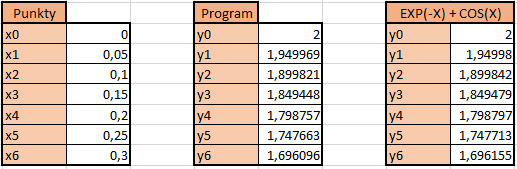 Punkty Program EXP(-X) + COS(X)
x0 0 y0 2 y0 2
x1 0,05 y1 1,949969 y1 1,94998
x2 0,1 y2 1,899821 y2 1,899842
x3 0,15 y3 1,849448 y3 1,849479
x4 0,2 y4 1,798757 y4 1,798797
x5 0,25 y5 1,747663 y5 1,747713
x6 0,3 y6 1,696096 y6 1,696155